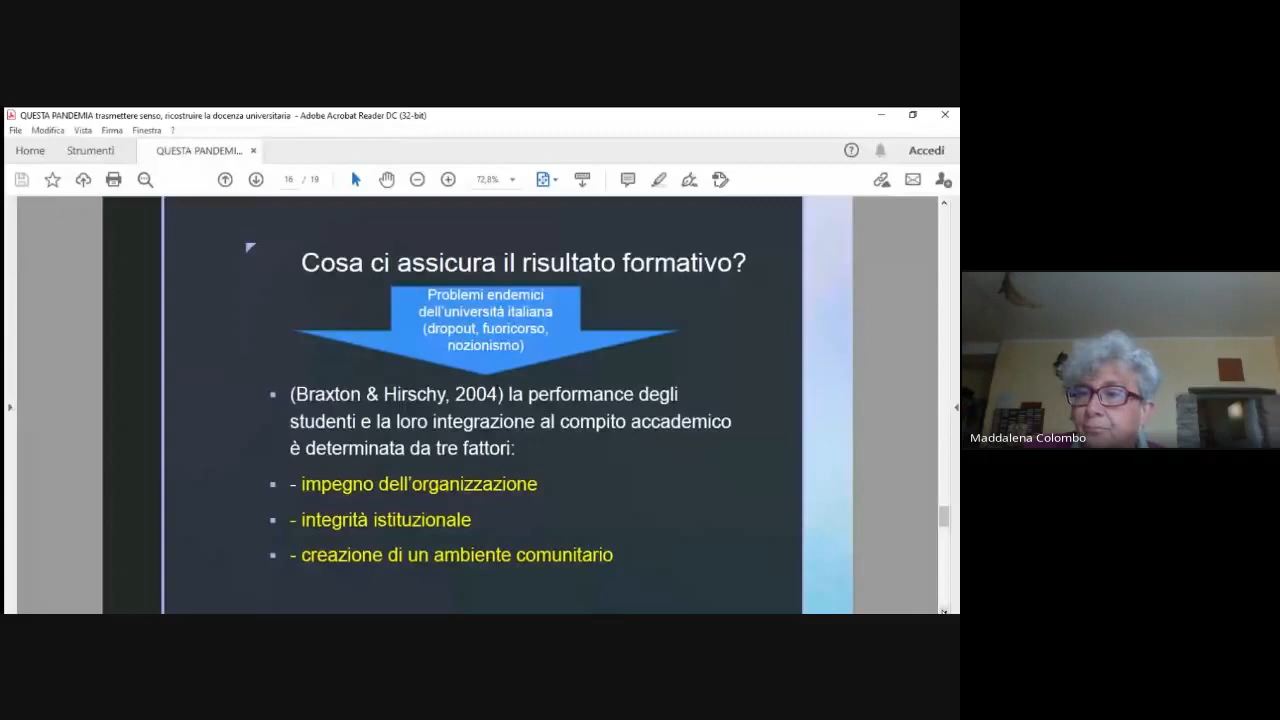 QUESTA PANDEMIA trasmettere senso, ricostruire la docenza universitaria - Adobe Acrobat Reader DC (32-bit)
File Modifica Vista Firma Finestra ?
Home Strumenti QUESTA PANDEMI... × Accedi
16 / 19 72,8%
Cosa ci assicura il risultato formativo?
Problemi endemici
dell'università italiana
(dropout, fuoricorso,
nozionismo)
(Braxton & Hirschy, 2004) la performance degli
studenti e la loro integrazione al compito accademico
è determinata da tre fattori:
- impegno dell'organizzazione
- integrità istituzionale
- creazione di un ambiente comunitario
Maddalena Colombo